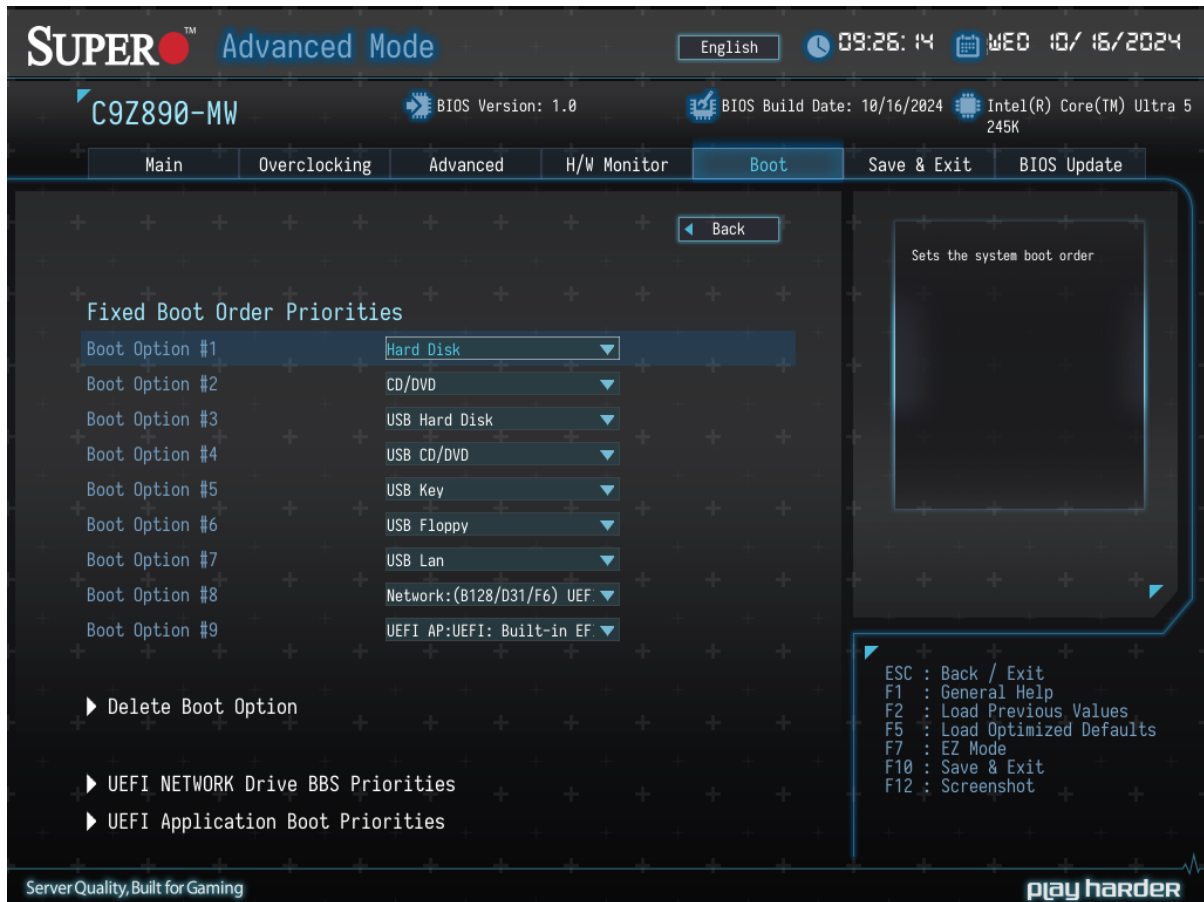 SUPER™ Advanced Mode
English
09:26:14
WED 10/16/2024
C9Z890-MW
BIOS Version: 1.0
BIOS Build Date: 10/16/2024
Intel(R) Core(TM) Ultra 5
245K
Main Overclocking Advanced H/W Monitor Boot Save & Exit BIOS Update
Back
Fixed Boot Order Priorities
Boot Option #1 Hard Disk
Boot Option #2 CD/DVD
Boot Option #3 USB Hard Disk
Boot Option #4 USB CD/DVD
Boot Option #5 USB Key
Boot Option #6 USB Floppy
Boot Option #7 USB Lan
Boot Option #8 Network:(B128/D31/F6) UEFI
Boot Option #9 UEFI AP:UEFI: Built-in EF
Delete Boot Option
UEFI NETWORK Drive BBS Priorities
UEFI Application Boot Priorities
Sets the system boot order
ESC : Back / Exit
F1 : General Help
F2 : Load Previous Values
F5 : Load Optimized Defaults
F7 : EZ Mode
F10 : Save & Exit
F12 : Screenshot
Server Quality, Built for Gaming
play harder